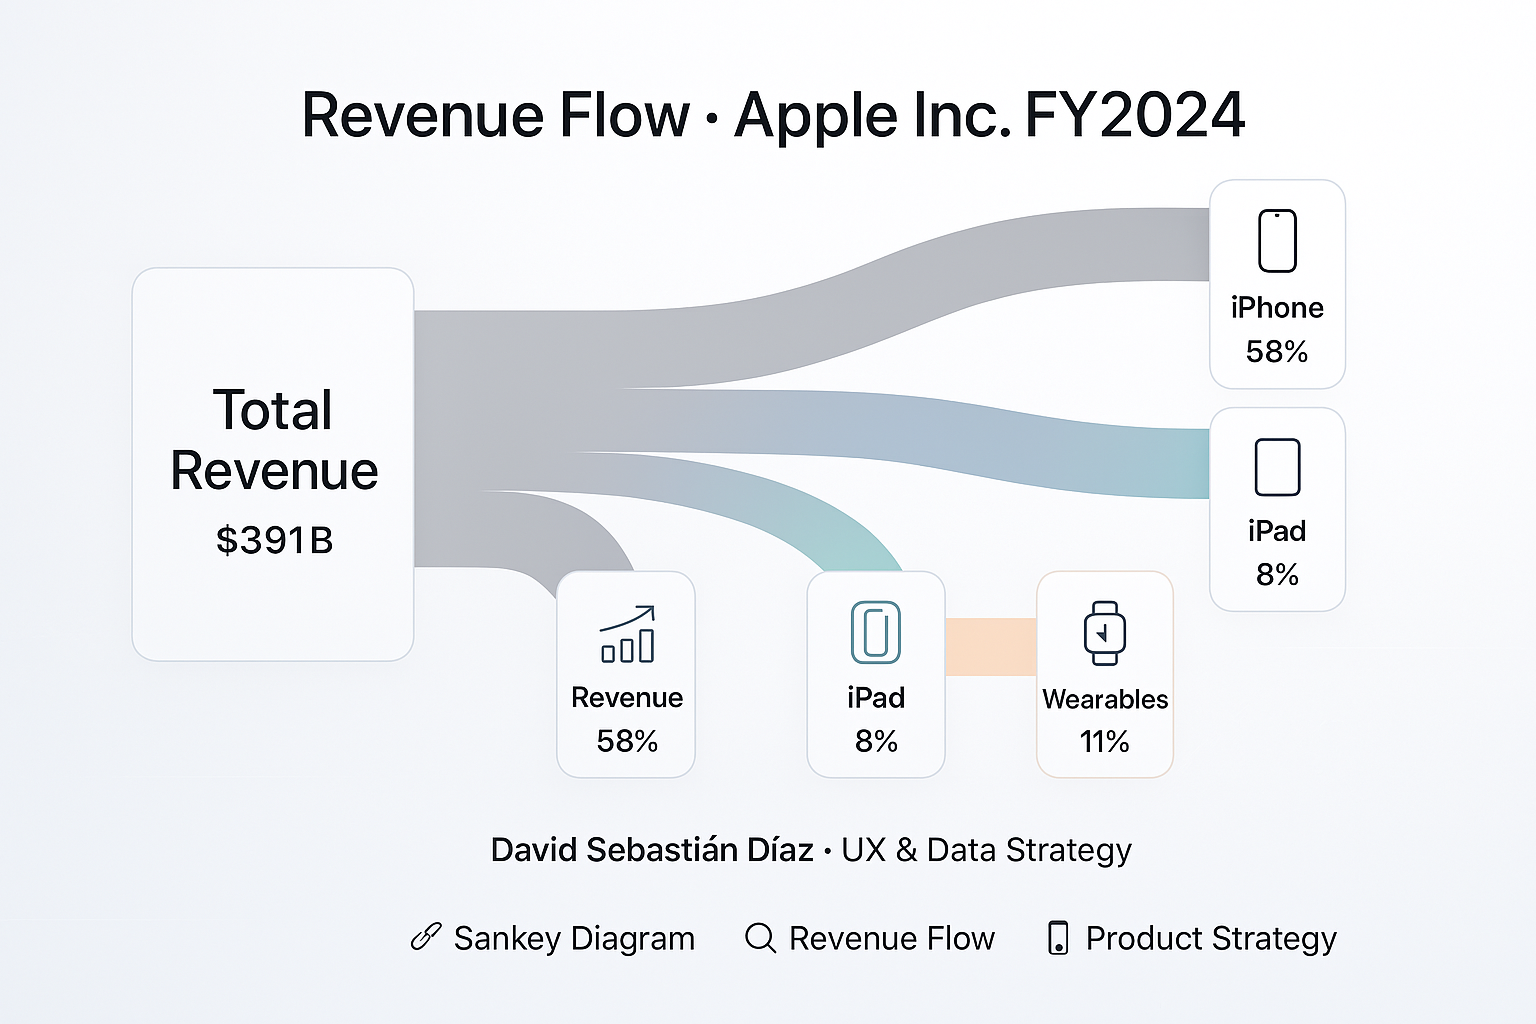 Revenue Flow · Apple Inc. FY2024
Total
Revenue
$391B
iPhone
58%
iPad
8%
Revenue
58%
iPad
8%
Wearables
11%
David Sebastián Díaz · UX & Data Strategy
Sankey Diagram
Revenue Flow
Product Strategy